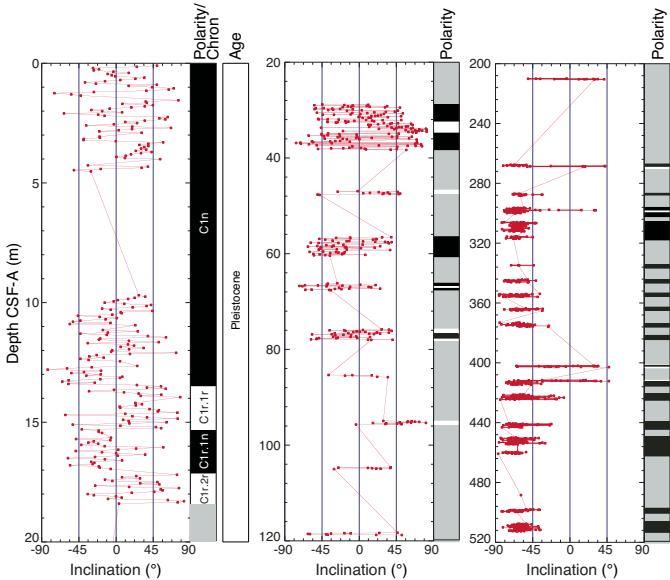 Polarity/
Chron
Age
Polarity
Polarity
0
5
10
15
20
Depth CSF-A (m)
C1n
C1r.1r
C1r.1n
C1r.2r
Pleistocene
-90 -45 0 45
Inclination (°)
20
40
60
80
100
120
-90 -45 0 45 90
Inclination (°)
200
240
280
320
360
400
440
480
520
-90 -45 0 45 90
Inclination (°)